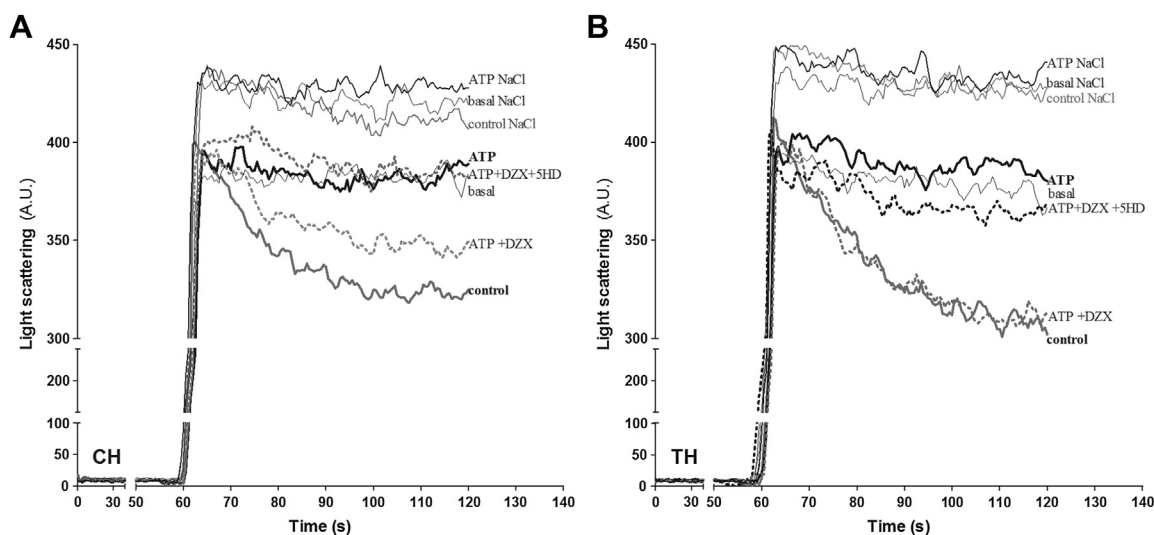 A
450
400
350
300
200
100
50
0
Light scattering (A.U.)
ATP NaCl
basal NaCl
control NaCl
ATP
ATP+DZX+5HD
basal
ATP +DZX
control
CH
0 30 50 60 70 80 90 100 110 120 130 140
Time (s)
B
450
400
350
300
200
100
50
0
Light scattering (A.U.)
ATP NaCl
basal NaCl
control NaCl
ATP
basal
ATP+DZX +5HD
ATP +DZX
control
TH
0 30 50 60 70 80 90 100 110 120 130 140
Time (s)